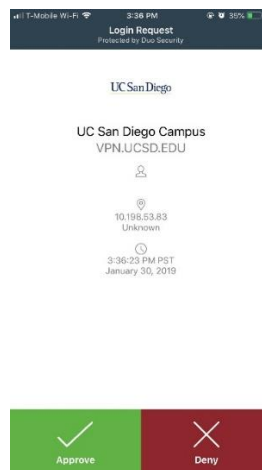 T-Mobile Wi-Fi 3:36 PM 35%
Login Request
Protected by Duo Security
UC San Diego
UC San Diego Campus
VPN.UCSD.EDU
10.198.53.83
Unknown
3:36:23 PM PST
January 30, 2019
Approve Deny